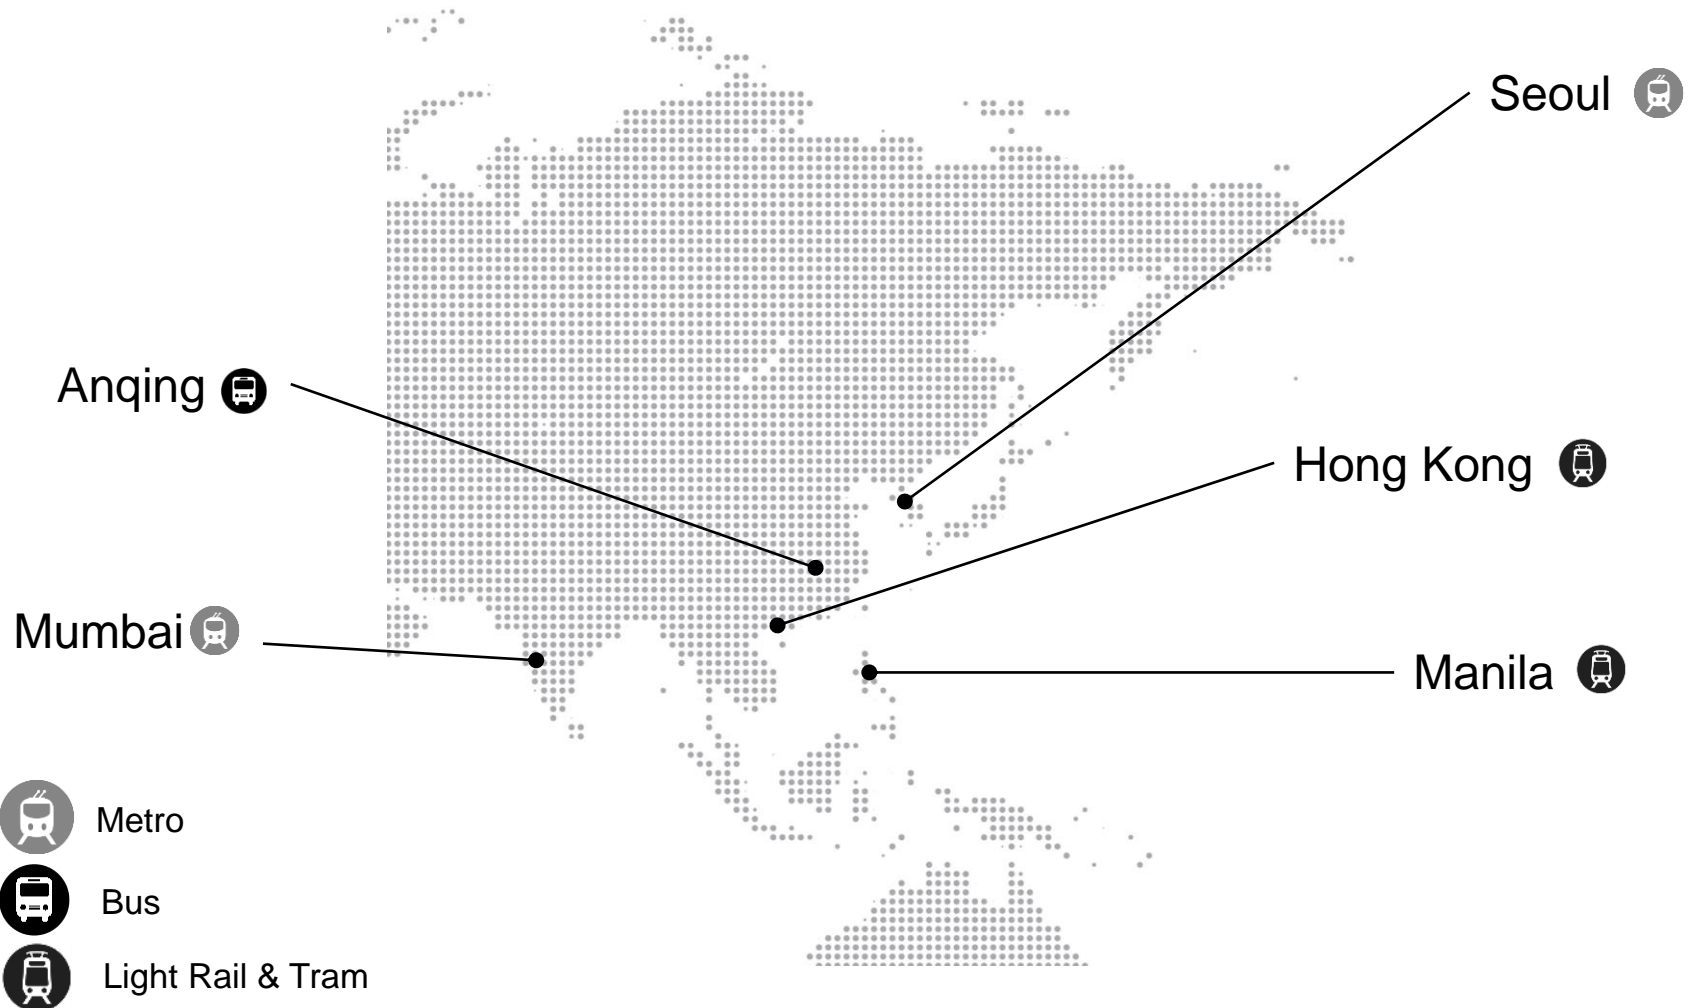 Seoul
Anqing
Hong Kong
Mumbai
Manila
Metro
Bus
Light Rail & Tram